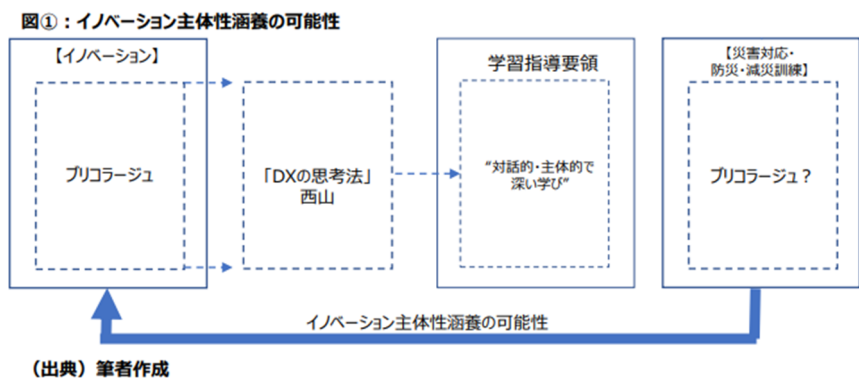 図①：イノベーション主体性涵養の可能性
【イノベーション】
ブリコラージュ
「DXの思考法」
西山
学習指導要領
“対話的・主体的で
深い学び”
【災害対応・
防災・減災訓練】
ブリコラージュ？
イノベーション主体性涵養の可能性
（出典）筆者作成